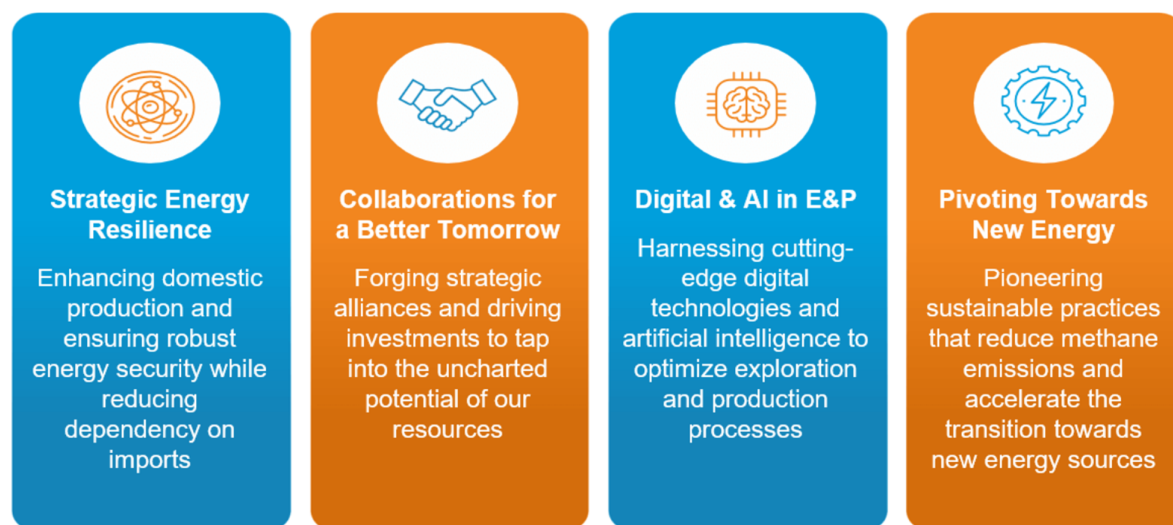 Strategic Energy
Resilience
Enhancing domestic
production and
ensuring robust
energy security while
reducing
dependency on
imports
Collaborations for
a Better Tomorrow
Forging strategic
alliances and driving
investments to tap
into the uncharted
potential of our
resources
Digital & AI in E&P
Harnessing cutting-
edge digital
technologies and
artificial intelligence to
optimize exploration
and production
processes
Pivoting Towards
New Energy
Pioneering
sustainable practices
that reduce methane
emissions and
accelerate the
transition towards
new energy sources